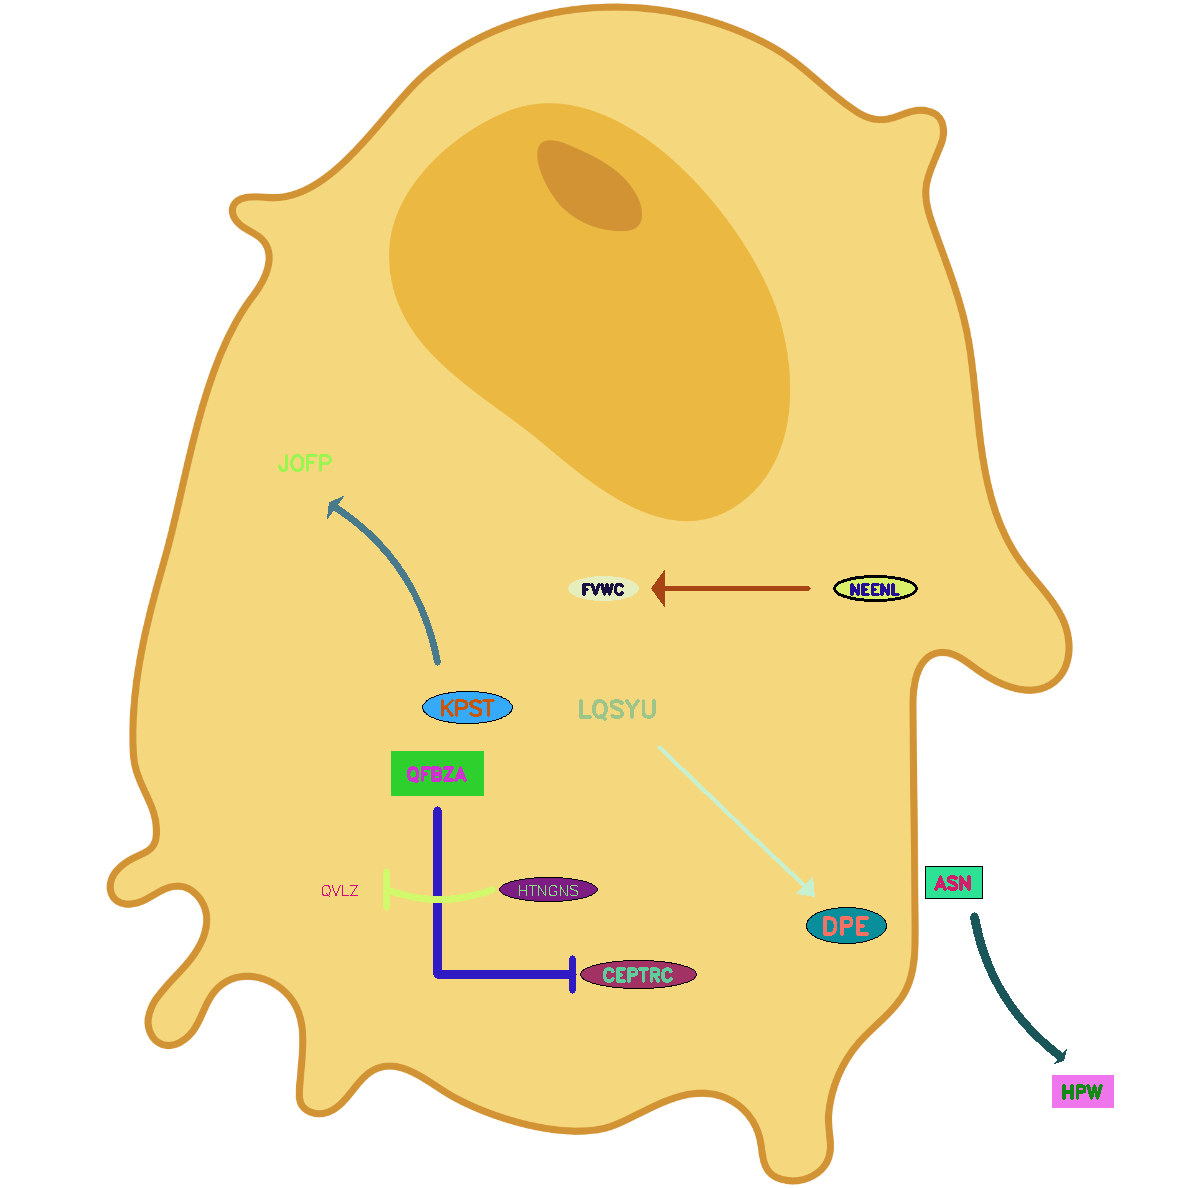 JOFP
FVWC
NEENL
KPST
LQSYU
QFBZA
ASN
QVLZ
HTNGNS
DPE
CEPTRC
HPW